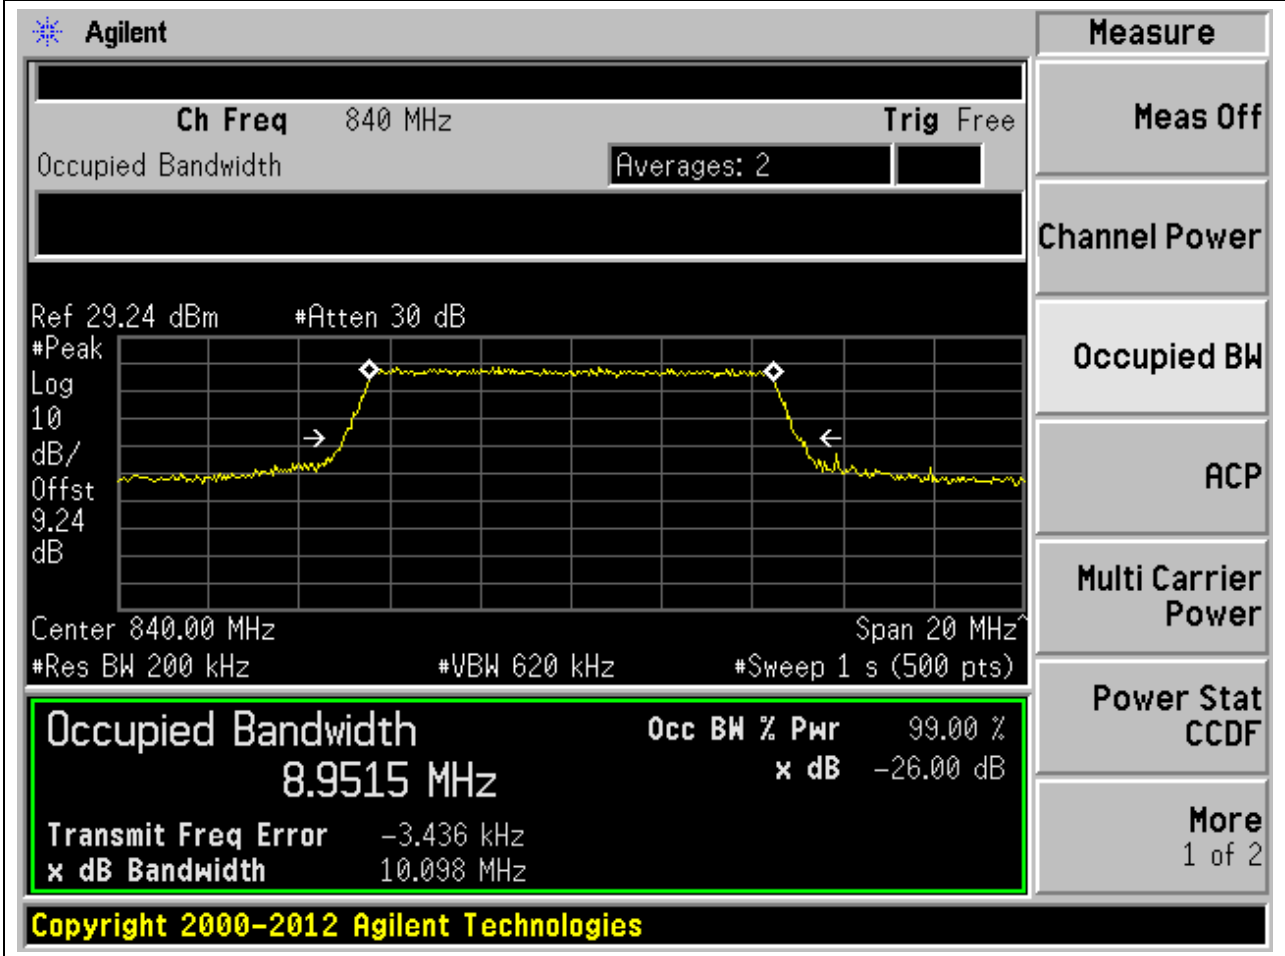 Agilent
Measure
Ch Freq 840 MHz Trig Free
Occupied Bandwidth Averages: 2
Meas Off
Channel Power
Occupied BW
ACP
Multi Carrier
Power
Power Stat
CCDF
More
1 of 2
Ref 29.24 dBm #Atten 30 dB
#Peak
Log
10
dB/
Offst
9.24
dB
Center 840.00 MHz Span 20 MHz^
#Res BW 200 kHz #VBW 620 kHz #Sweep 1 s (500 pts)
Occupied Bandwidth Occ BW % Pwr 99.00 %
8.9515 MHz x dB -26.00 dB
Transmit Freq Error -3.436 kHz
x dB Bandwidth 10.098 MHz
Copyright 2000-2012 Agilent Technologies